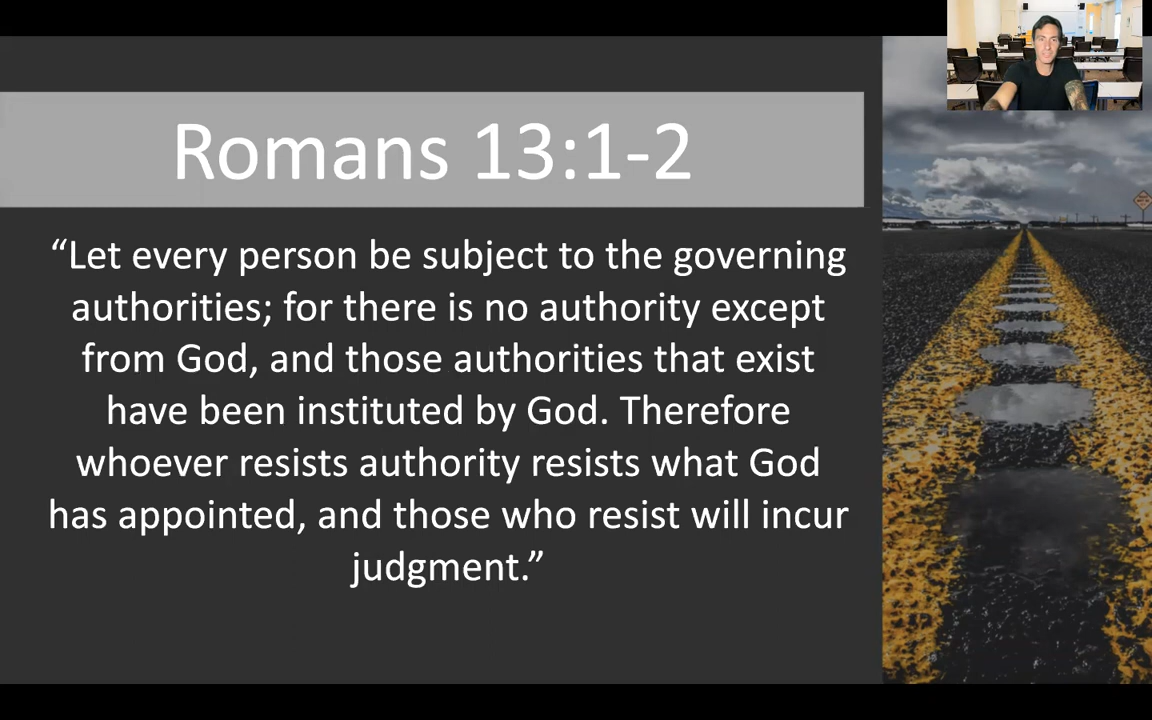 Romans 13:1-2
“Let every person be subject to the governing
authorities; for there is no authority except
from God, and those authorities that exist
have been instituted by God. Therefore
whoever resists authority resists what God
has appointed, and those who resist will incur
judgment.”